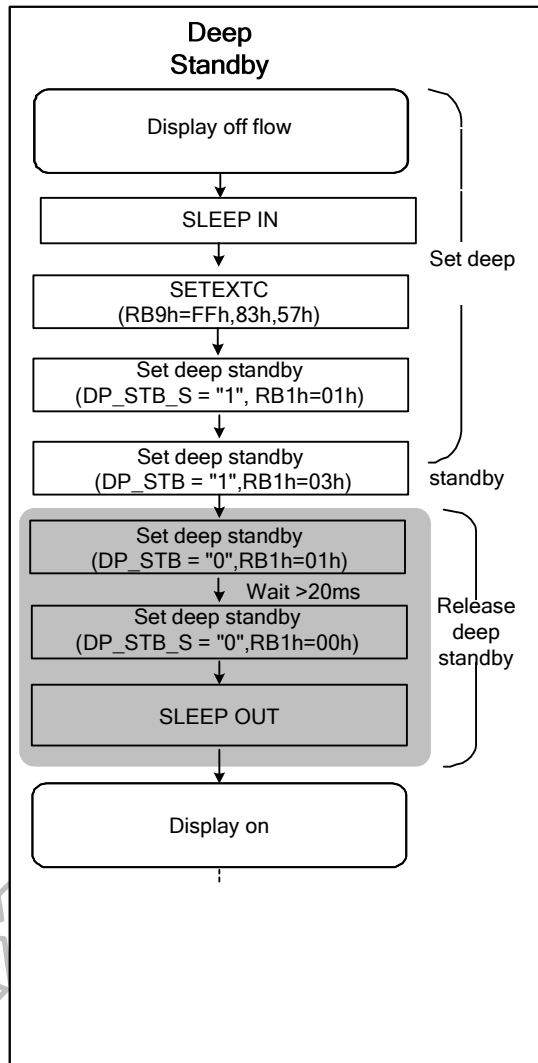 Deep
Standby
Display off flow
SLEEP IN
SETEXTC
(RB9h=FFh,83h,57h)
Set deep standby
(DP_STB_S = "1", RB1h=01h)
Set deep standby
(DP_STB = "1",RB1h=03h)
Set deep
standby
Set deep standby
(DP_STB = "0",RB1h=01h)
Wait >20ms
Set deep standby
(DP_STB_S = "0",RB1h=00h)
SLEEP OUT
Release
deep
standby
Display on